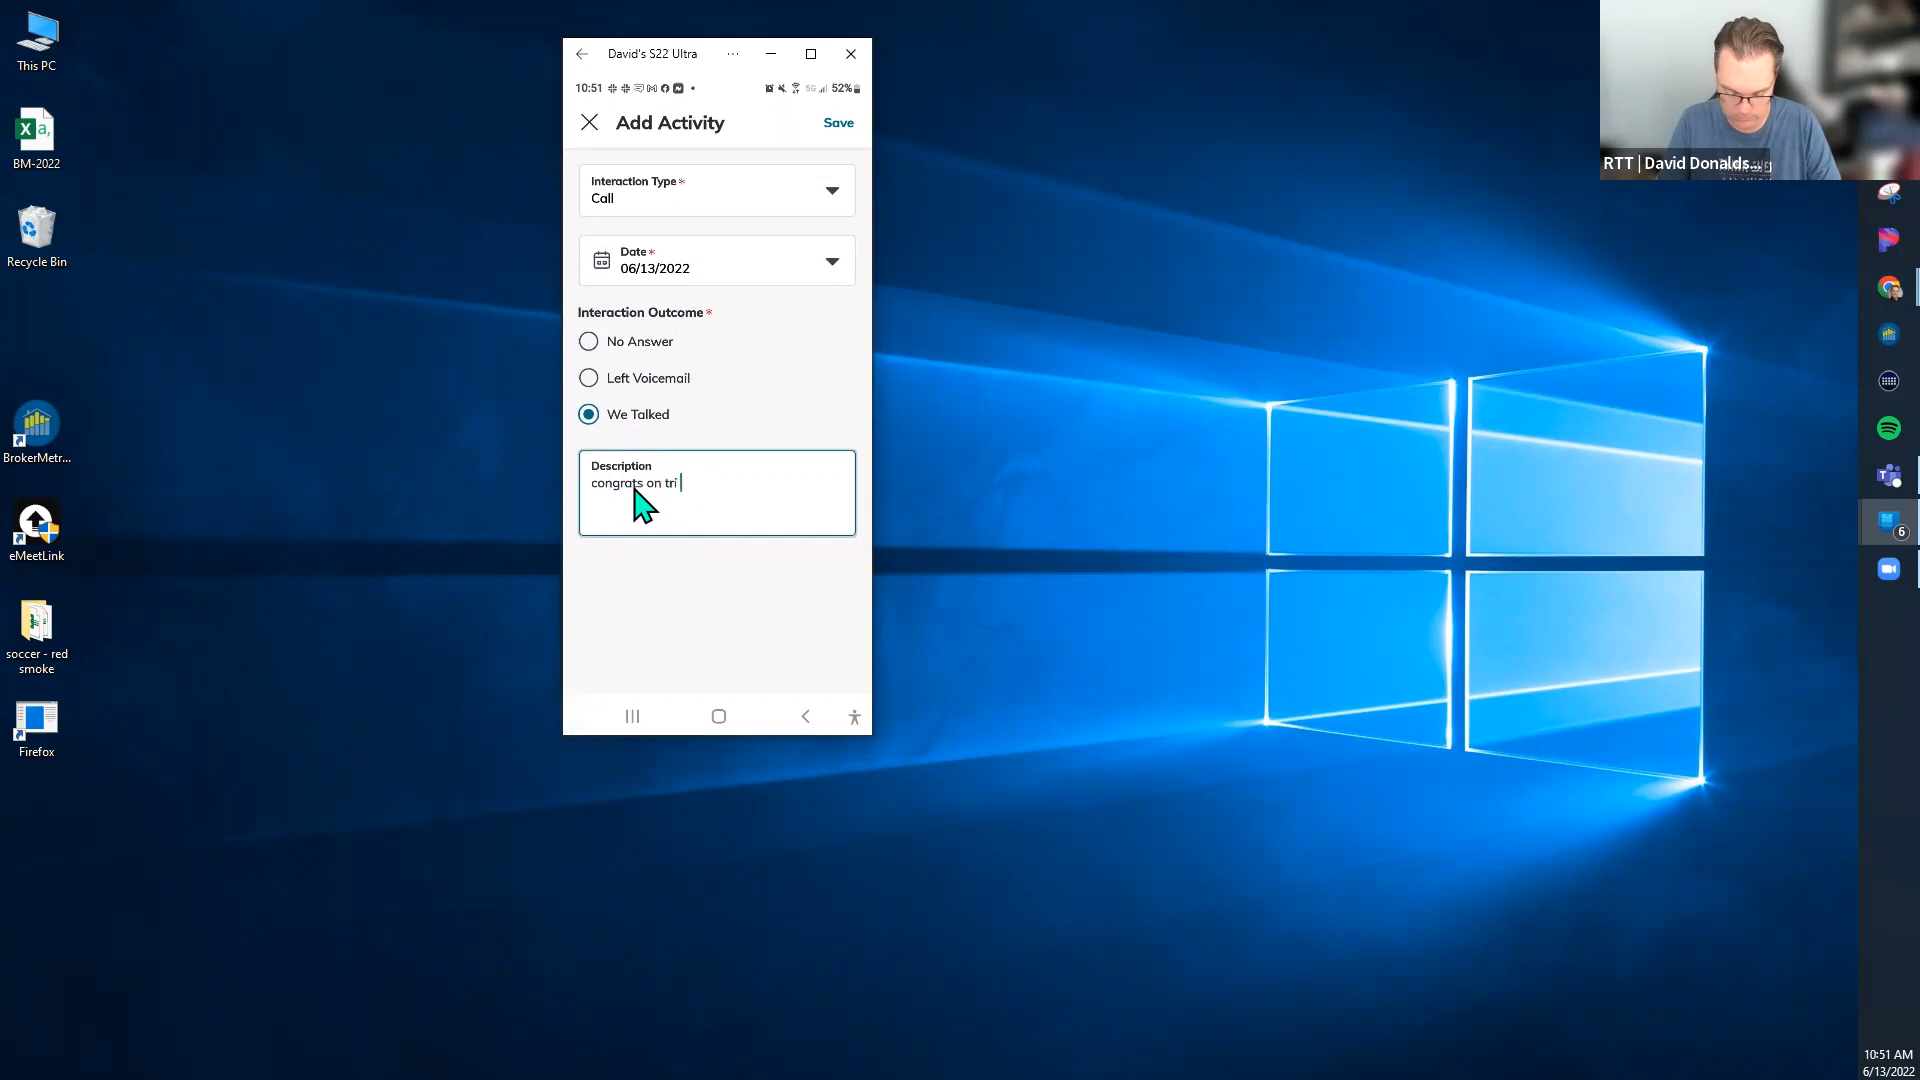 This PC
BM-2022
Recycle Bin
BrokerMetr...
eMeetLink
soccer - red
smoke
Firefox
David's S22 Ultra
10:51
5G
52%
Add Activity
Save
Interaction Type *
Call
Date *
06/13/2022
Interaction Outcome *
No Answer
Left Voicemail
We Talked
Description
congrats on tri
RTT | David Donalds...
6
10:51 AM
6/13/2022